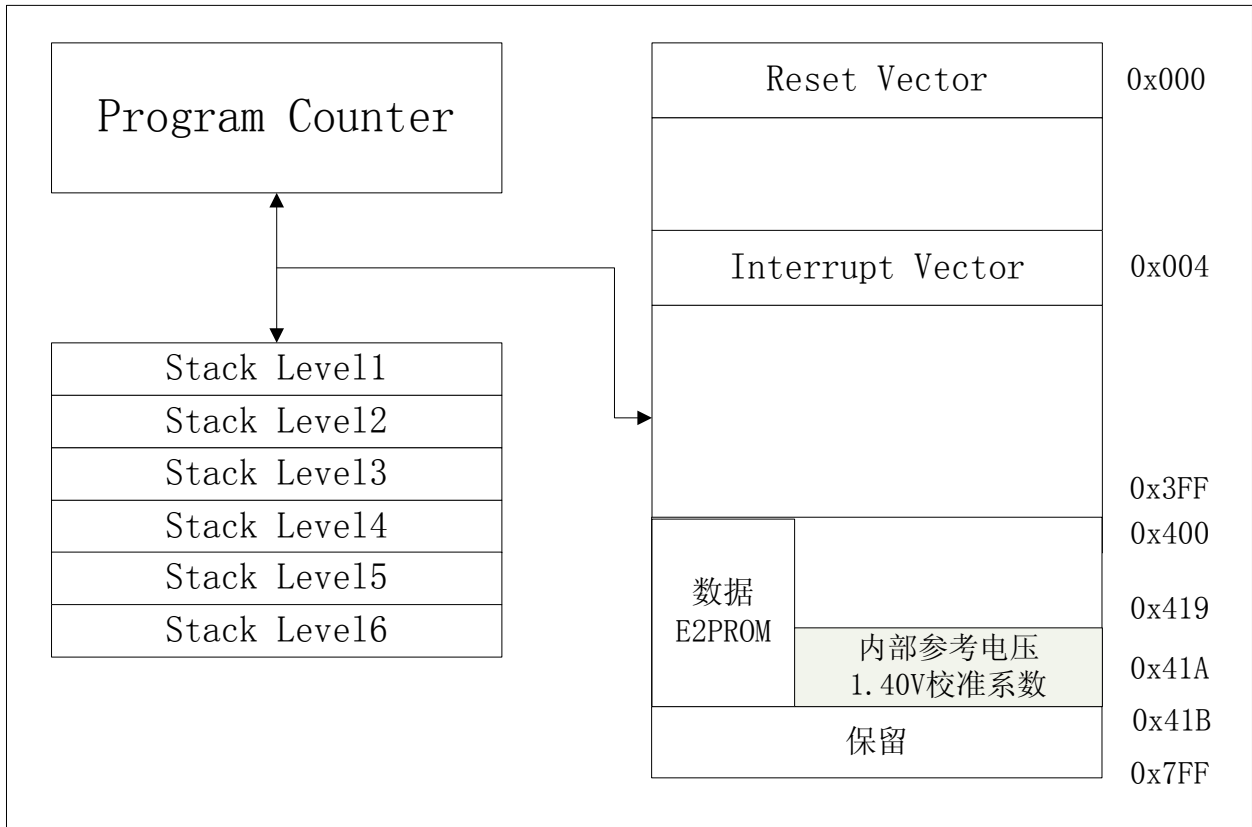 Program Counter
Stack Level1
Stack Level2
Stack Level3
Stack Level4
Stack Level5
Stack Level6
Reset Vector
0x000
Interrupt Vector
0x004
0x3FF
0x400
数据
E2PROM
0x419
内部参考电压
1.40V校准系数
0x41A
0x41B
保留
0x7FF